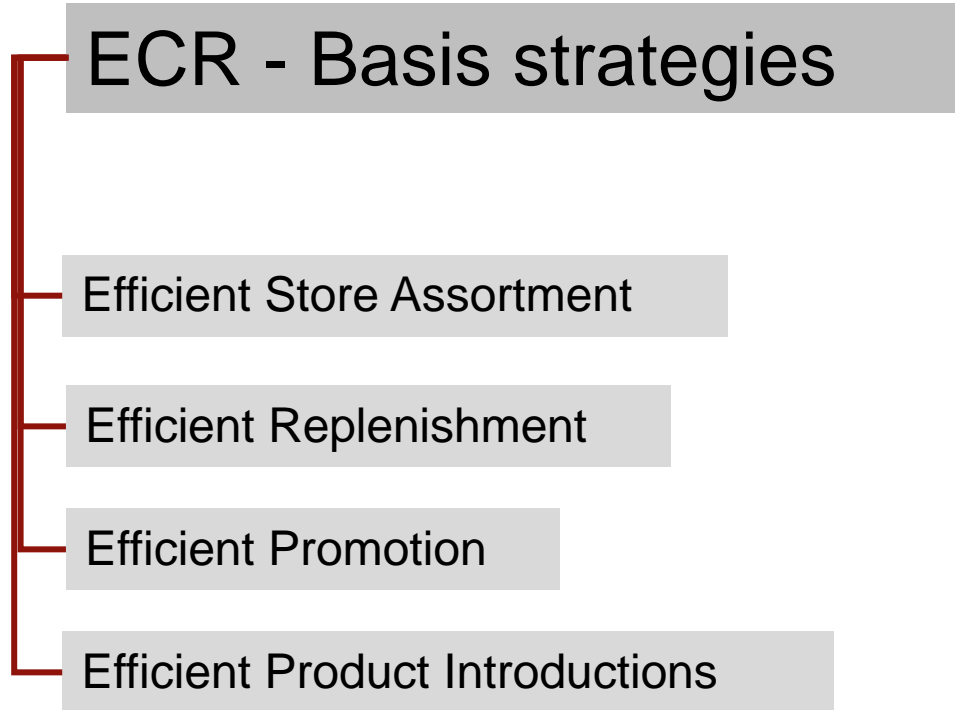 ECR - Basis strategies
Efficient Store Assortment
Efficient Replenishment
Efficient Promotion
Efficient Product Introductions